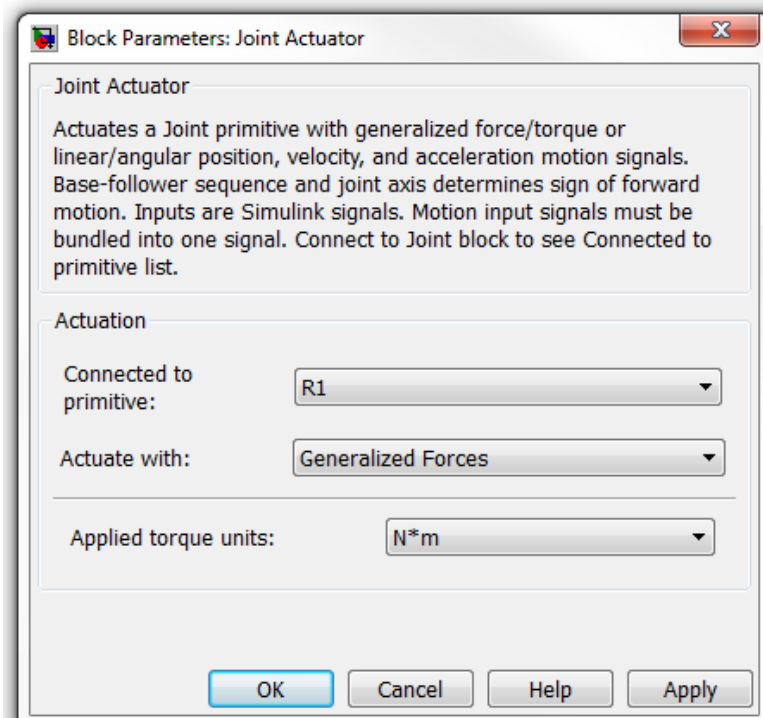 Block Parameters: Joint Actuator
Joint Actuator
Actuates a Joint primitive with generalized force/torque or
linear/angular position, velocity, and acceleration motion signals.
Base-follower sequence and joint axis determines sign of forward
motion. Inputs are Simulink signals. Motion input signals must be
bundled into one signal. Connect to Joint block to see Connected to
primitive list.
Actuation
Connected to
primitive:
R1
Actuate with:
Generalized Forces
Applied torque units:
N*m
OK
Cancel
Help
Apply